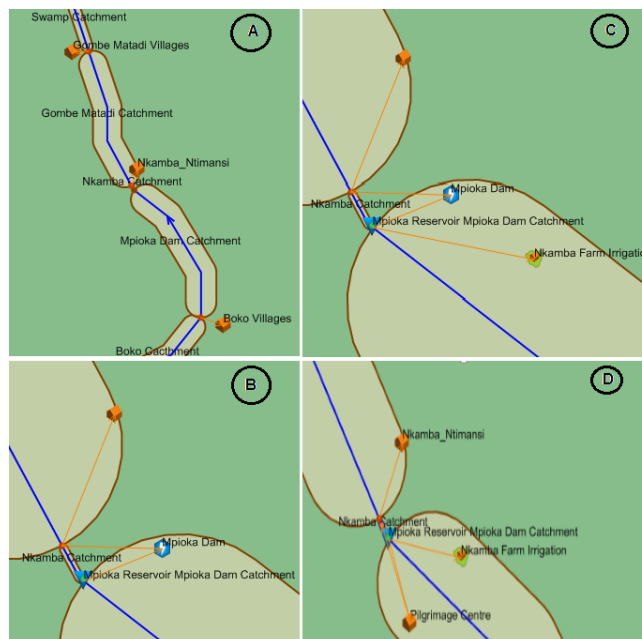 A
Swamp Catchment
Gombe Matadi Villages
Gombe Matadi Catchment
Nkamba_Ntimansi
Nkamba Catchment
Mpioka Dam Catchment
Boko Villages
Boko Cacthment
C
Mpioka Dam
Nkamba Catchment
Mpioka Reservoir Mpioka Dam Catchment
Nkamba Farm Irrigation
B
Mpioka Dam
Nkamba Catchment
Mpioka Reservoir Mpioka Dam Catchment
D
Nkamba_Ntimansi
Nkamba Catchment
Mpioka Reservoir Mpioka Dam Catchment
Nkamba Farm Irrigation
Pilgrimage Centre